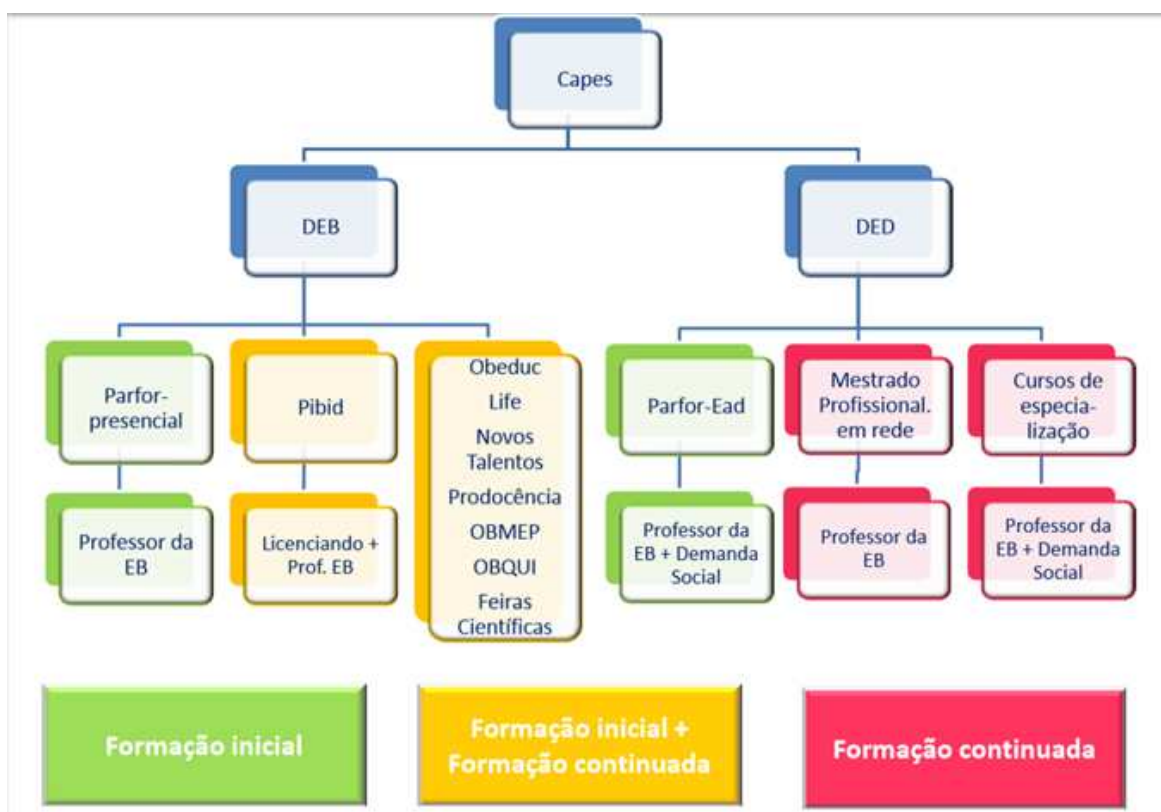 Capes
DEB
DED
Parfor-
presencial
Pibid
Obeduc
Life
Novos
Talentos
Prodocência
OBMEP
OBQUI
Feiras
Científicas
Parfor-Ead
Mestrado
Profissional.
em rede
Cursos de
especia-
lização
Professor da
EB
Licenciando +
Prof. EB
Professor da
EB + Demanda
Social
Professor da
EB
Professor da
EB + Demanda
Social
Formação inicial
Formação inicial +
Formação continuada
Formação continuada